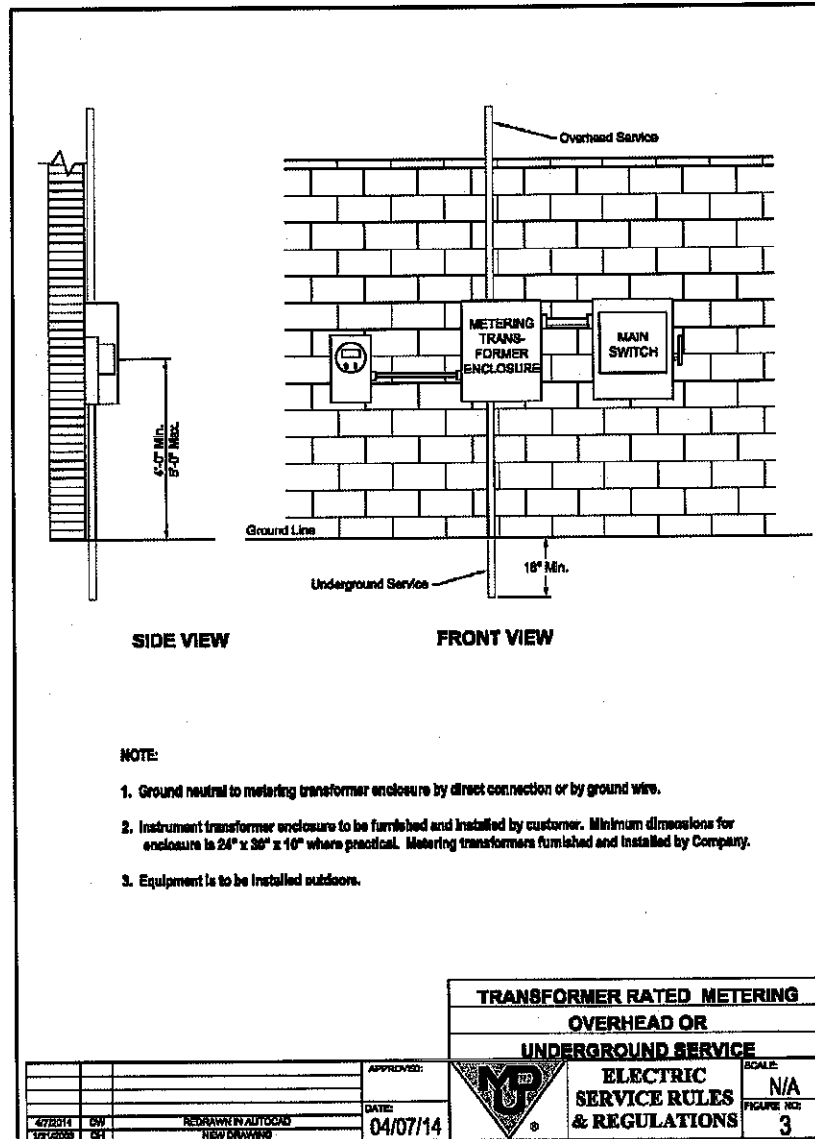 Overhead Service
METERING
TRANS-
FORMER
ENCLOSURE
MAIN
SWITCH
4'-0" Min.
Max.
Ground Line
Underground Service
18" Min.
SIDE VIEW
FRONT VIEW
NOTE:
1. Ground neutral to metering transformer enclosure by direct connection or by ground wire.
2. Instrument transformer enclosure to be furnished and installed by customer. Minimum dimensions for
enclosure is 24" x 36" x 10" where practical. Metering transformers furnished and installed by Company.
3. Equipment is to be installed outdoors.
TRANSFORMER RATED METERING
OVERHEAD OR
UNDERGROUND SERVICE
APPROVED:
DATE:
04/07/14
MDU
®
ELECTRIC
SERVICE RULES
& REGULATIONS
SCALE:
N/A
FIGURE NO:
3
4/7/2014 CW REDRAWN IN AUTOCAD
NEW DRAWING